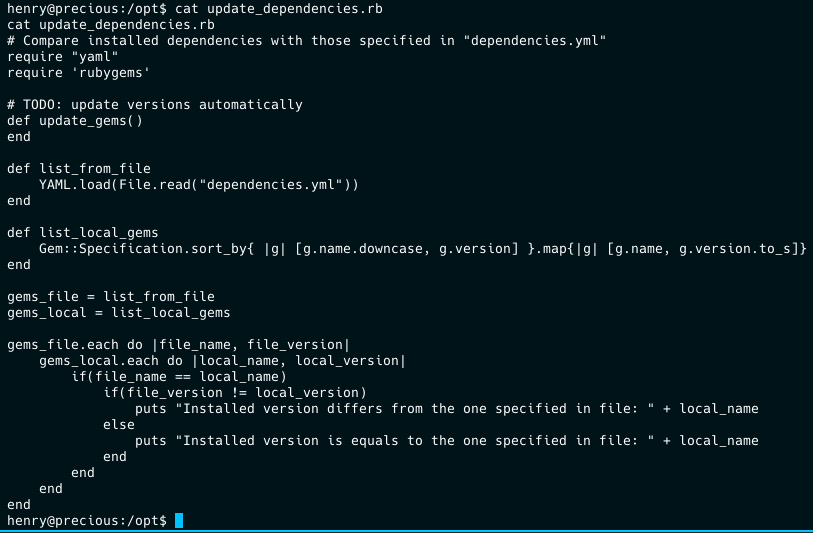 henry@precious:/opt$ cat update_dependencies.rb
cat update_dependencies.rb
# Compare installed dependencies with those specified in "dependencies.yml"
require "yaml"
require 'rubygems'

# TODO: update versions automatically
def update_gems()
end

def list_from_file
    YAML.load(File.read("dependencies.yml"))
end

def list_local_gems
    Gem::Specification.sort_by{ |g| [g.name.downcase, g.version] }.map{|g| [g.name, g.version.to_s]}
end

gems_file = list_from_file
gems_local = list_local_gems

gems_file.each do |file_name, file_version|
    gems_local.each do |local_name, local_version|
        if(file_name == local_name)
            if(file_version != local_version)
                puts "Installed version differs from the one specified in file: " + local_name
            else
                puts "Installed version is equals to the one specified in file: " + local_name
            end
        end
    end
end
henry@precious:/opt$